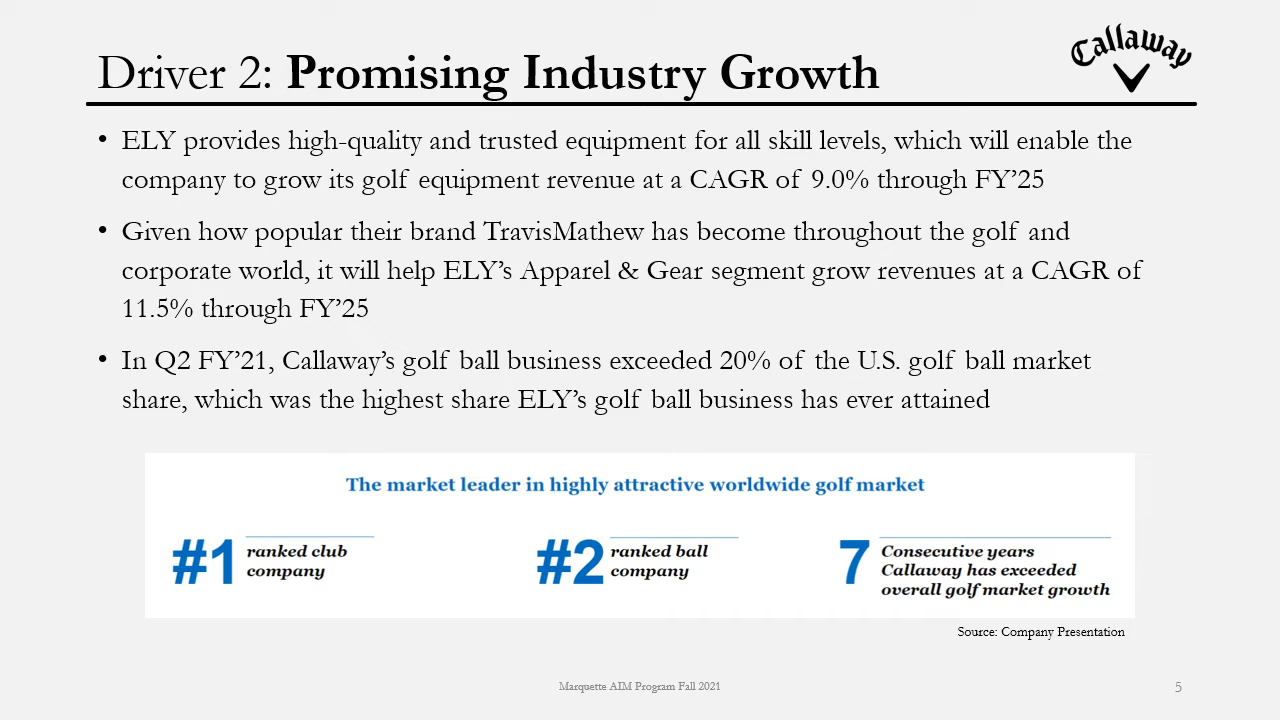 Driver 2: Promising Industry Growth
Callaway
• ELY provides high-quality and trusted equipment for all skill levels, which will enable the
company to grow its golf equipment revenue at a CAGR of 9.0% through FY’25
• Given how popular their brand TravisMathew has become throughout the golf and
corporate world, it will help ELY’s Apparel & Gear segment grow revenues at a CAGR of
11.5% through FY’25
• In Q2 FY’21, Callaway’s golf ball business exceeded 20% of the U.S. golf ball market
share, which was the highest share ELY’s golf ball business has ever attained
The market leader in highly attractive worldwide golf market
#1 ranked club
company
#2 ranked ball
company
7 Consecutive years
Callaway has exceeded
overall golf market growth
Source: Company Presentation
Marquette AIM Program Fall 2021
5